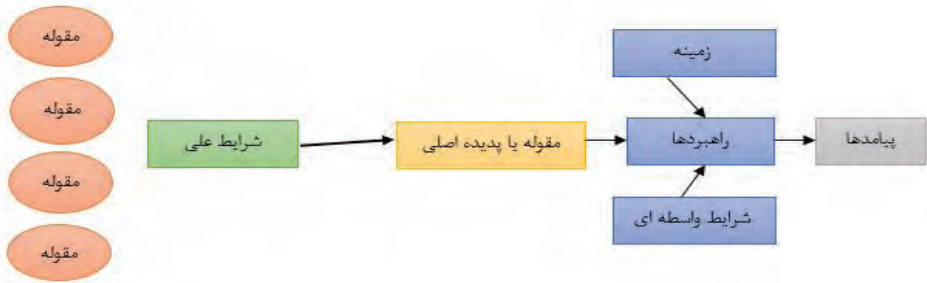 مقوله
مقوله
مقوله
مقوله
شرایط علی
مقوله یا پدیده اصلی
زمینه
راهبردها
شرایط واسطه ای
پیامدها